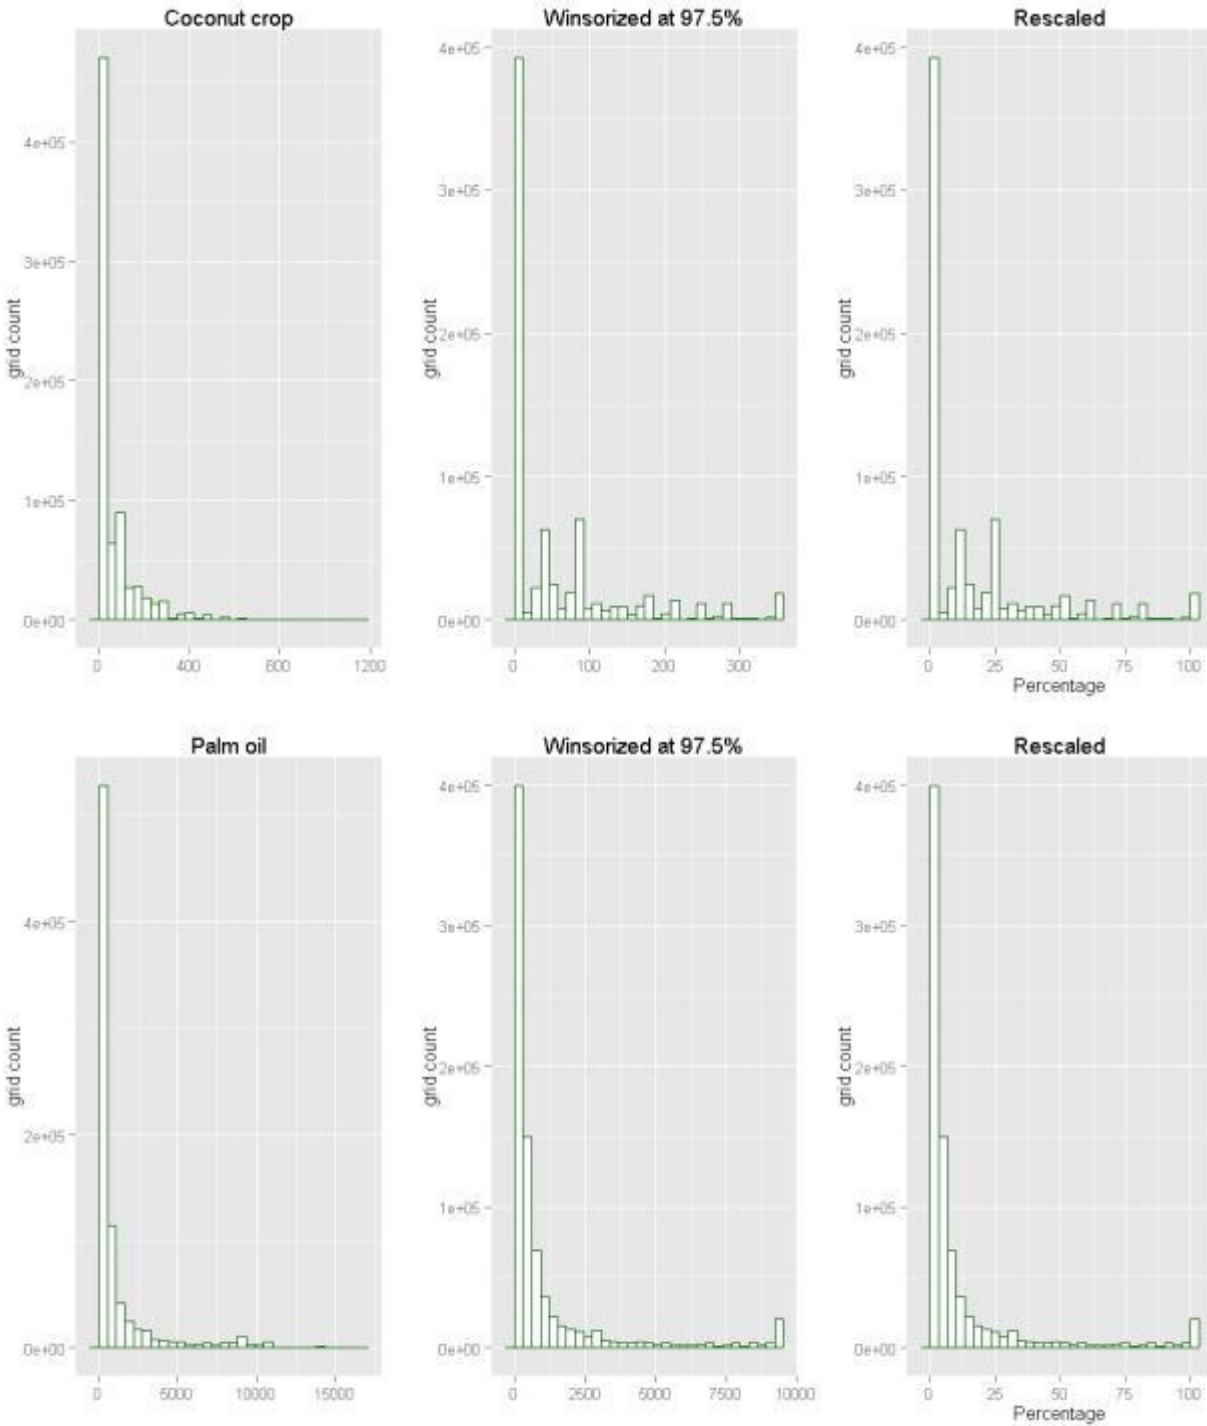 Coconut crop
grid count
4e+05
3e+05
2e+05
1e+05
0e+00
0 400 800 1200
Winsorized at 97.5%
grid count
4e+05
3e+05
2e+05
1e+05
0e+00
0 100 200 300
Rescaled
grid count
4e+05
3e+05
2e+05
1e+05
0e+00
0 25 50 75 100
Percentage
Palm oil
grid count
4e+05
2e+05
0e+00
0 5000 10000 15000
Winsorized at 97.5%
grid count
4e+05
3e+05
2e+05
1e+05
0e+00
0 2500 5000 7500 10000
Rescaled
grid count
4e+05
3e+05
2e+05
1e+05
0e+00
0 25 50 75 100
Percentage